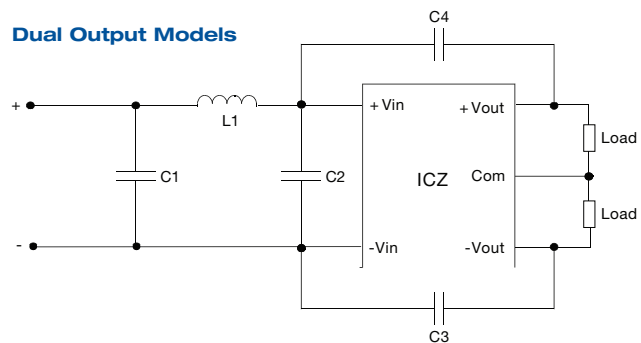 Dual Output Models
C4
+
+Vin
+Vout
L1
Load
C1
C2
ICZ
Com
Load
-
-Vin
-Vout
C3